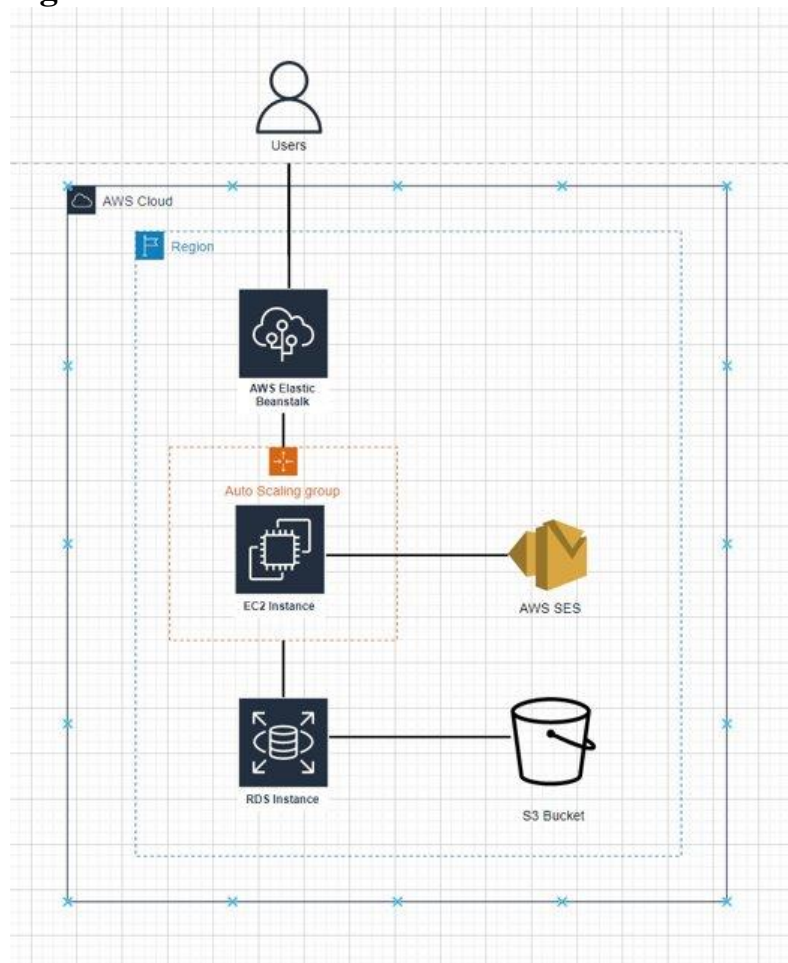 Users
AWS Cloud
Region
AWS Elastic
Beanstalk
Auto Scaling group
EC2 Instance
AWS SES
RDS Instance
S3 Bucket